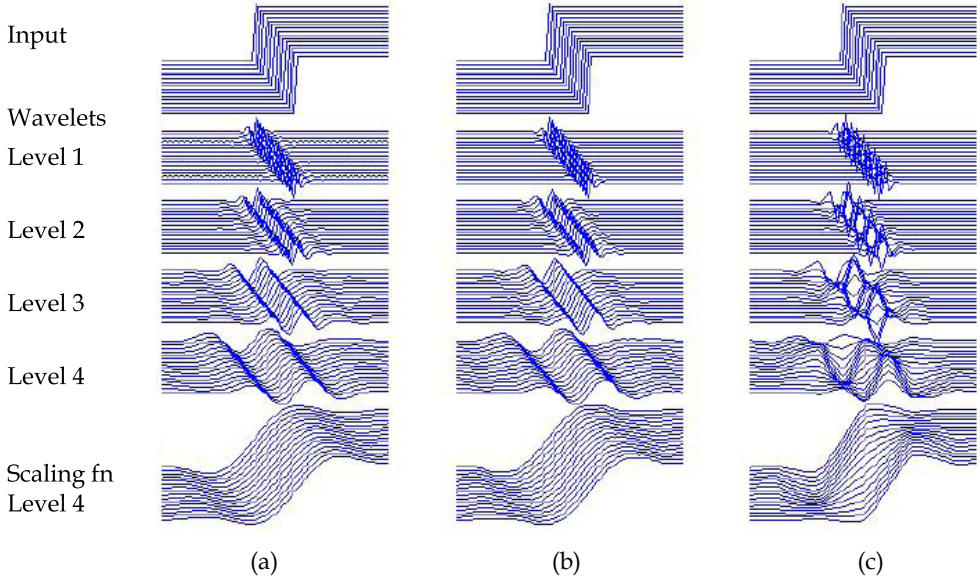 Input
Wavelets
Level 1
Level 2
Level 3
Level 4
Scaling fn
Level 4
(a)
(b)
(c)